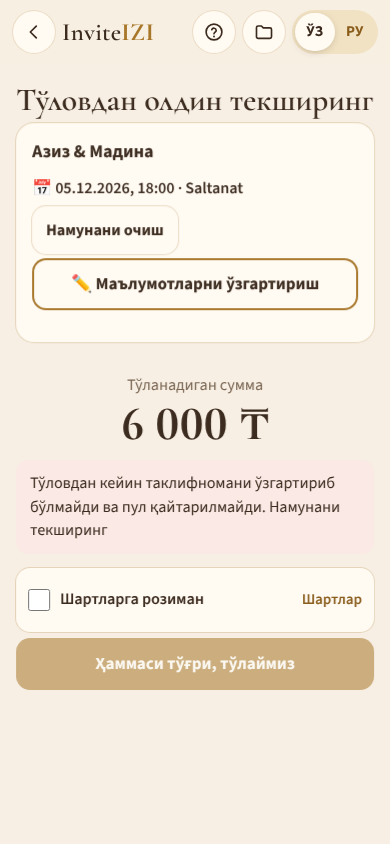 InviteIZI
ЎЗ
РУ
Тўловдан олдин текширинг
Азиз & Мадина
📅 05.12.2026, 18:00 · Saltanat
Намунани очиш
✏️ Маълумотларни ўзгартириш
Тўланадиган сумма
6 000 ₸
Тўловдан кейин таклифномани ўзгартириб
бўлмайди ва пул қайтарилмайди. Намунани
текширинг
Шартларга розиман
Шартлар
Ҳаммаси тўғри, тўлаймиз